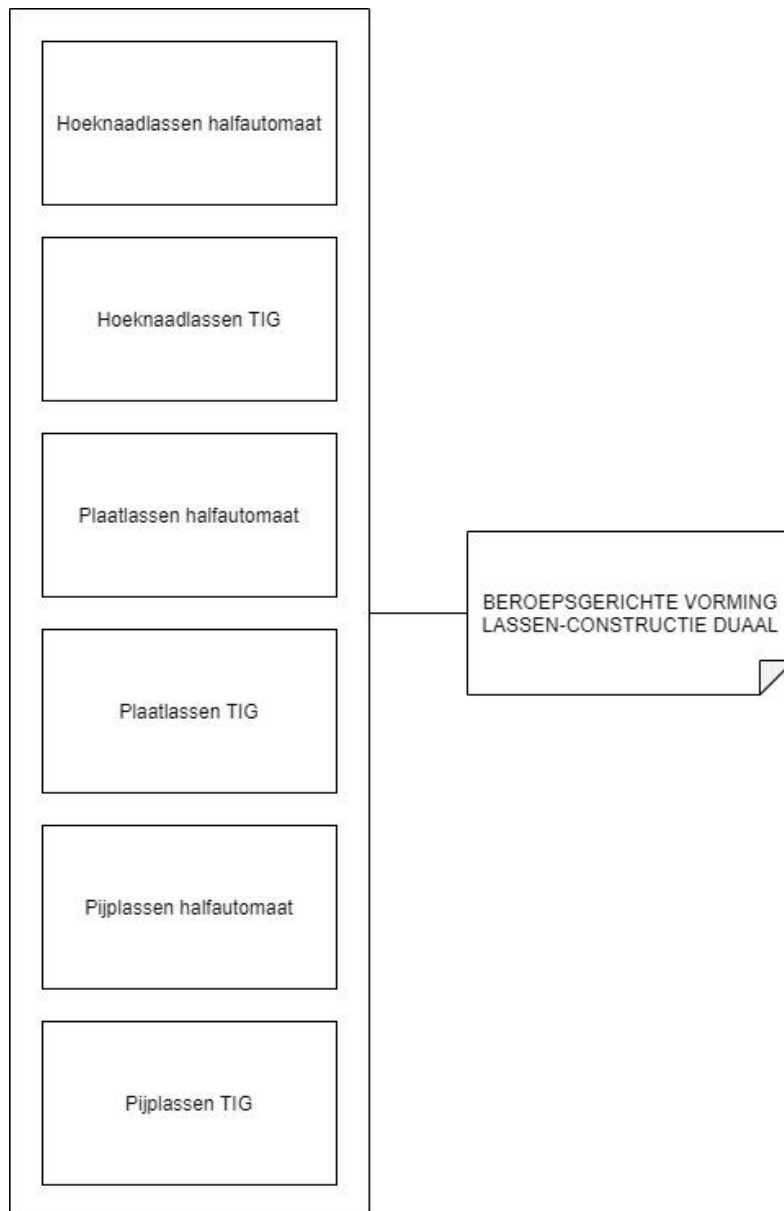 Hoeknaadlassen halfautomaat
Hoeknaadlassen TIG
Plaatlassen halfautomaat
Plaatlassen TIG
Pijplassen halfautomaat
Pijplassen TIG
BEROEPSGERICHTE VORMING
LASSEN-CONSTRUCTIE DUAAL